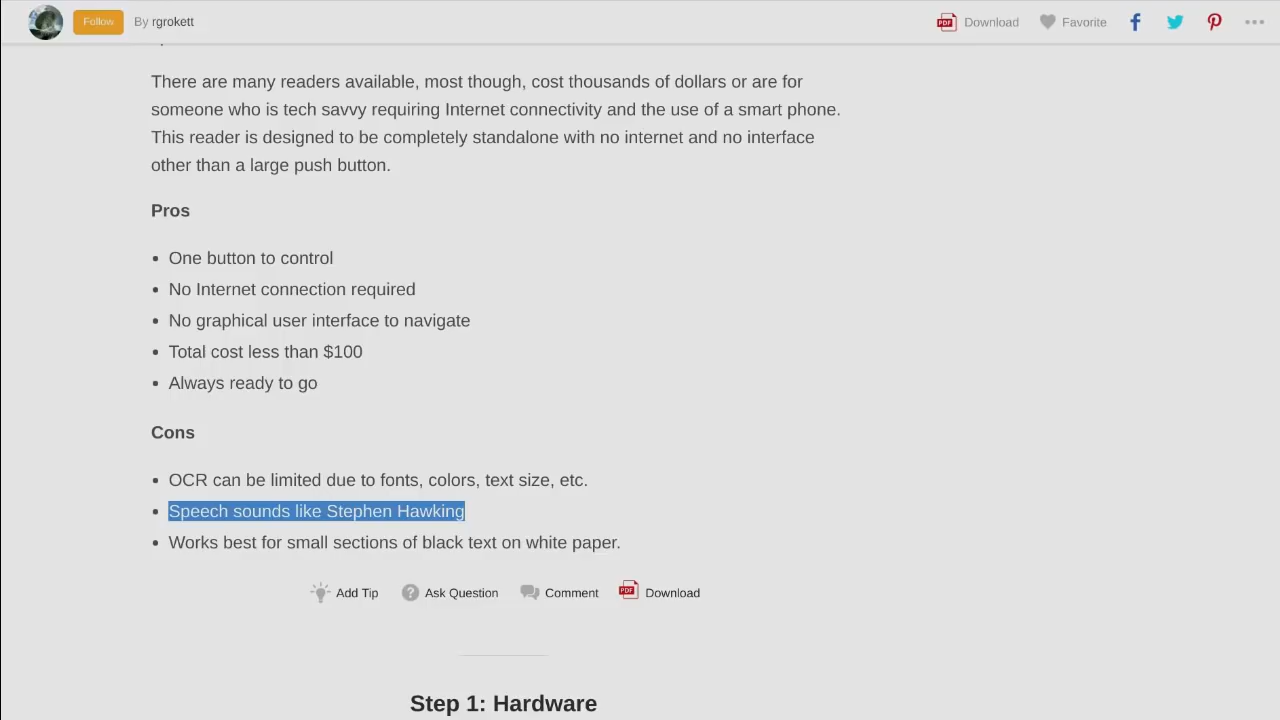 Follow By rgrokett Download Favorite
There are many readers available, most though, cost thousands of dollars or are for
someone who is tech savvy requiring Internet connectivity and the use of a smart phone.
This reader is designed to be completely standalone with no internet and no interface
other than a large push button.
Pros
• One button to control
• No Internet connection required
• No graphical user interface to navigate
• Total cost less than $100
• Always ready to go
Cons
• OCR can be limited due to fonts, colors, text size, etc.
• Speech sounds like Stephen Hawking
• Works best for small sections of black text on white paper.
Add Tip Ask Question Comment Download
Step 1: Hardware